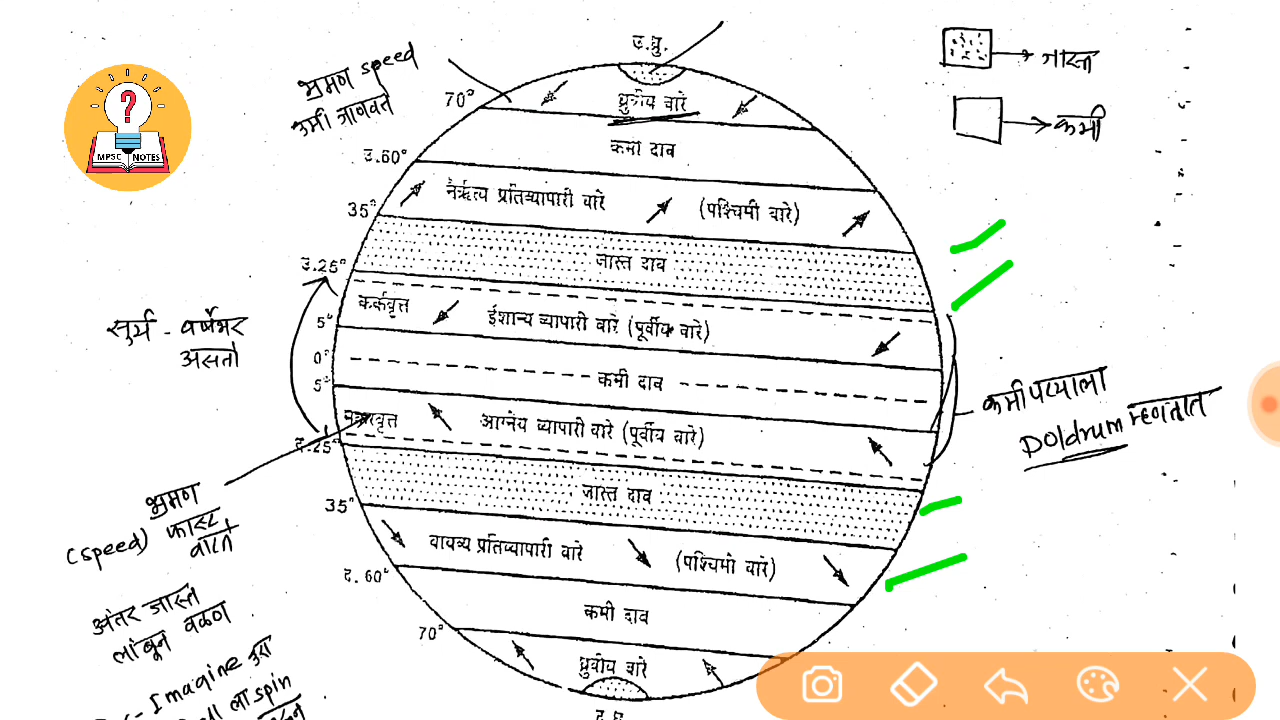 उ.ध्रु.
जास्त
भ्रमण speed
कमी जाणवते
70°
ध्रुवीय वारे
कमी
MPSC NOTES
कमी दाव
उ.60°
नैर्ऋत्य प्रतिव्यापारी वारे (पश्चिमी वारे)
35°
जास्त दाव
उ.25°
कर्कवृत्त
ईशान्य व्यापारी वारे (पूर्वीय वारे)
5°
सूर्य - वर्षभर
असतो
0°
कमी दाव
5°
कमी पट्ट्याला
Doldrum म्हणतात
मकरवृत्त
आग्नेय व्यापारी वारे (पूर्वीय वारे)
द.25°
जास्त दाव
भ्रमण
(speed) फास्ट
वाटते
35°
वायव्य प्रतिव्यापारी वारे (पश्चिमी वारे)
द.60°
अंतर जास्त
लांबून वळण
कमी दाव
70°
ध्रुवीय वारे
Imagine
ला spin